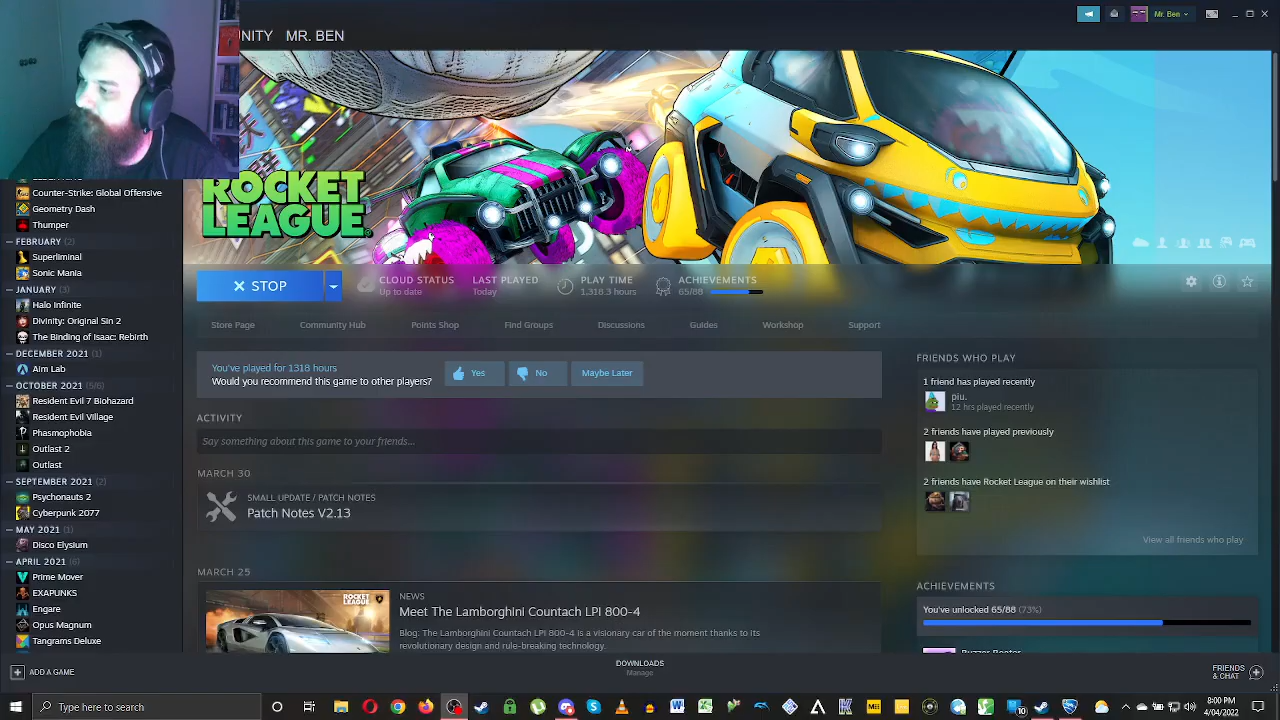 Mr. Ben
NITY MR. BEN
ROCKET
LEAGUE
Counter-Strike: Global Offensive
Geometry Dash
Thumper
FEBRUARY (2)
Superliminal
Sonic Mania
JANUARY (3)
Halo Infinite
Divinity: Original Sin 2
The Binding of Isaac: Rebirth
DECEMBER 2021 (1)
Aim Lab
OCTOBER 2021 (5/6)
Resident Evil 7 Biohazard
Resident Evil Village
Phasmophobia
Outlast 2
Outlast
SEPTEMBER 2021 (2)
Psyhonauts 2
Cyberpunk 2077
MAY 2021 (1)
Disco Elysium
APRIL 2021 (6)
Prime Mover
EXAPUNKS
Engare
Opus Magnum
Tangrams Deluxe
STOP
CLOUD STATUS
Up to date
LAST PLAYED
Today
PLAY TIME
1,318.3 hours
ACHIEVEMENTS
65/88
Store Page Community Hub Points Shop Find Groups Discussions Guides Workshop Support
You've played for 1318 hours
Would you recommend this game to other players?
Yes No Maybe Later
ACTIVITY
Say something about this game to your friends...
MARCH 30
SMALL UPDATE / PATCH NOTES
Patch Notes V2.13
MARCH 25
ROCKET
LEAGUE
NEWS
Meet The Lamborghini Countach LPI 800-4
Blog: The Lamborghini Countach LPI 800-4 is a visionary car of the moment thanks to its
revolutionary design and rule-breaking technology.
FRIENDS WHO PLAY
1 friend has played recently
piu.
12 hrs played recently
2 friends have played previously
2 friends have Rocket League on their wishlist
View all friends who play
ACHIEVEMENTS
You've unlocked 65/88 (73%)
ADD A GAME
DOWNLOADS
Manage
FRIENDS
& CHAT
Type here to search
8:00 PM
4/04/2022